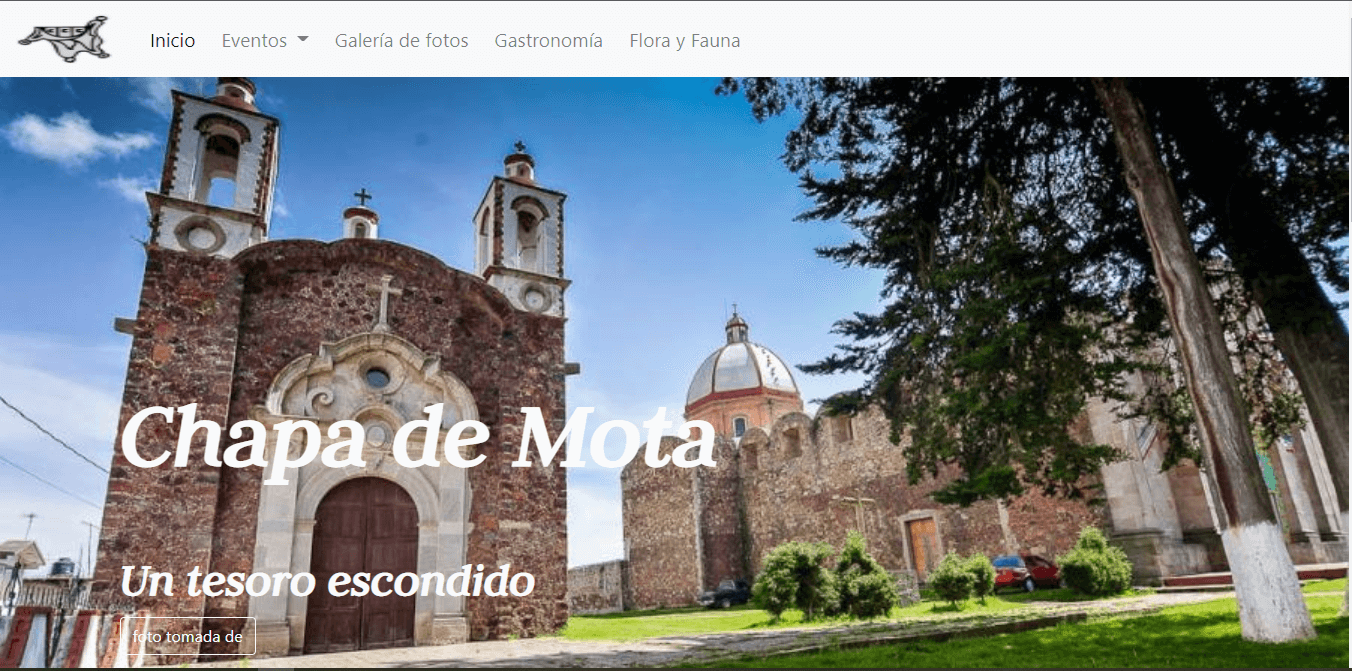 Inicio Eventos Galería de fotos Gastronomía Flora y Fauna
Chapa de Mota
Un tesoro escondido
foto tomada de